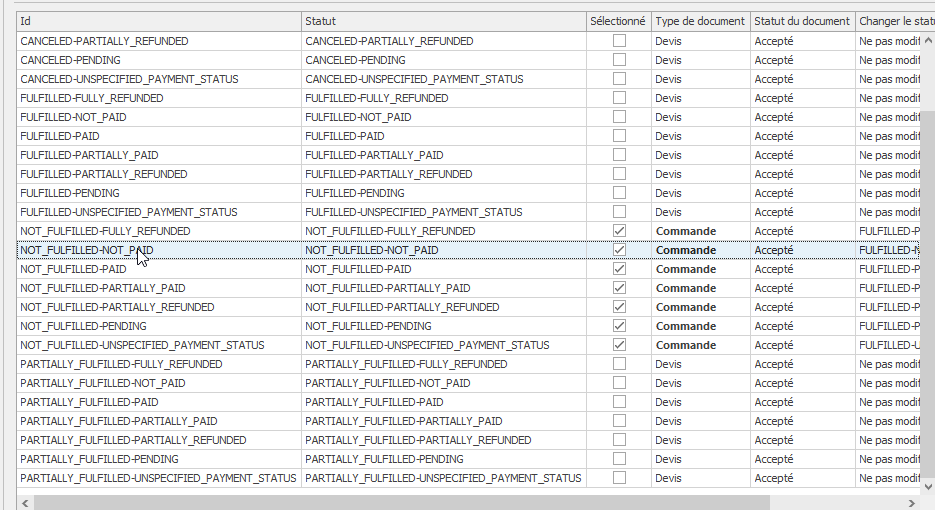 Id Statut Sélectionné Type de document Statut du document Changer le statu
CANCELED-PARTIALLY_REFUNDED CANCELED-PARTIALLY_REFUNDED Devis Accepté Ne pas modif
CANCELED-PENDING CANCELED-PENDING Devis Accepté Ne pas modif
CANCELED-UNSPECIFIED_PAYMENT_STATUS CANCELED-UNSPECIFIED_PAYMENT_STATUS Devis Accepté Ne pas modif
FULFILLED-FULLY_REFUNDED FULFILLED-FULLY_REFUNDED Devis Accepté Ne pas modif
FULFILLED-NOT_PAID FULFILLED-NOT_PAID Devis Accepté Ne pas modif
FULFILLED-PAID FULFILLED-PAID Devis Accepté Ne pas modif
FULFILLED-PARTIALLY_PAID FULFILLED-PARTIALLY_PAID Devis Accepté Ne pas modif
FULFILLED-PARTIALLY_REFUNDED FULFILLED-PARTIALLY_REFUNDED Devis Accepté Ne pas modif
FULFILLED-PENDING FULFILLED-PENDING Devis Accepté Ne pas modif
FULFILLED-UNSPECIFIED_PAYMENT_STATUS FULFILLED-UNSPECIFIED_PAYMENT_STATUS Devis Accepté Ne pas modif
NOT_FULFILLED-FULLY_REFUNDED NOT_FULFILLED-FULLY_REFUNDED Commande Accepté FULFILLED-F
NOT_FULFILLED-NOT_PAID NOT_FULFILLED-NOT_PAID Commande Accepté FULFILLED-N
NOT_FULFILLED-PAID NOT_FULFILLED-PAID Commande Accepté FULFILLED-P
NOT_FULFILLED-PARTIALLY_PAID NOT_FULFILLED-PARTIALLY_PAID Commande Accepté FULFILLED-P
NOT_FULFILLED-PARTIALLY_REFUNDED NOT_FULFILLED-PARTIALLY_REFUNDED Commande Accepté FULFILLED-P
NOT_FULFILLED-PENDING NOT_FULFILLED-PENDING Commande Accepté FULFILLED-P
NOT_FULFILLED-UNSPECIFIED_PAYMENT_STATUS NOT_FULFILLED-UNSPECIFIED_PAYMENT_STATUS Commande Accepté FULFILLED-U
PARTIALLY_FULFILLED-FULLY_REFUNDED PARTIALLY_FULFILLED-FULLY_REFUNDED Devis Accepté Ne pas modif
PARTIALLY_FULFILLED-NOT_PAID PARTIALLY_FULFILLED-NOT_PAID Devis Accepté Ne pas modif
PARTIALLY_FULFILLED-PAID PARTIALLY_FULFILLED-PAID Devis Accepté Ne pas modif
PARTIALLY_FULFILLED-PARTIALLY_PAID PARTIALLY_FULFILLED-PARTIALLY_PAID Devis Accepté Ne pas modif
PARTIALLY_FULFILLED-PARTIALLY_REFUNDED PARTIALLY_FULFILLED-PARTIALLY_REFUNDED Devis Accepté Ne pas modif
PARTIALLY_FULFILLED-PENDING PARTIALLY_FULFILLED-PENDING Devis Accepté Ne pas modif
PARTIALLY_FULFILLED-UNSPECIFIED_PAYMENT_STATUS PARTIALLY_FULFILLED-UNSPECIFIED_PAYMENT_STATUS Devis Accepté Ne pas modif